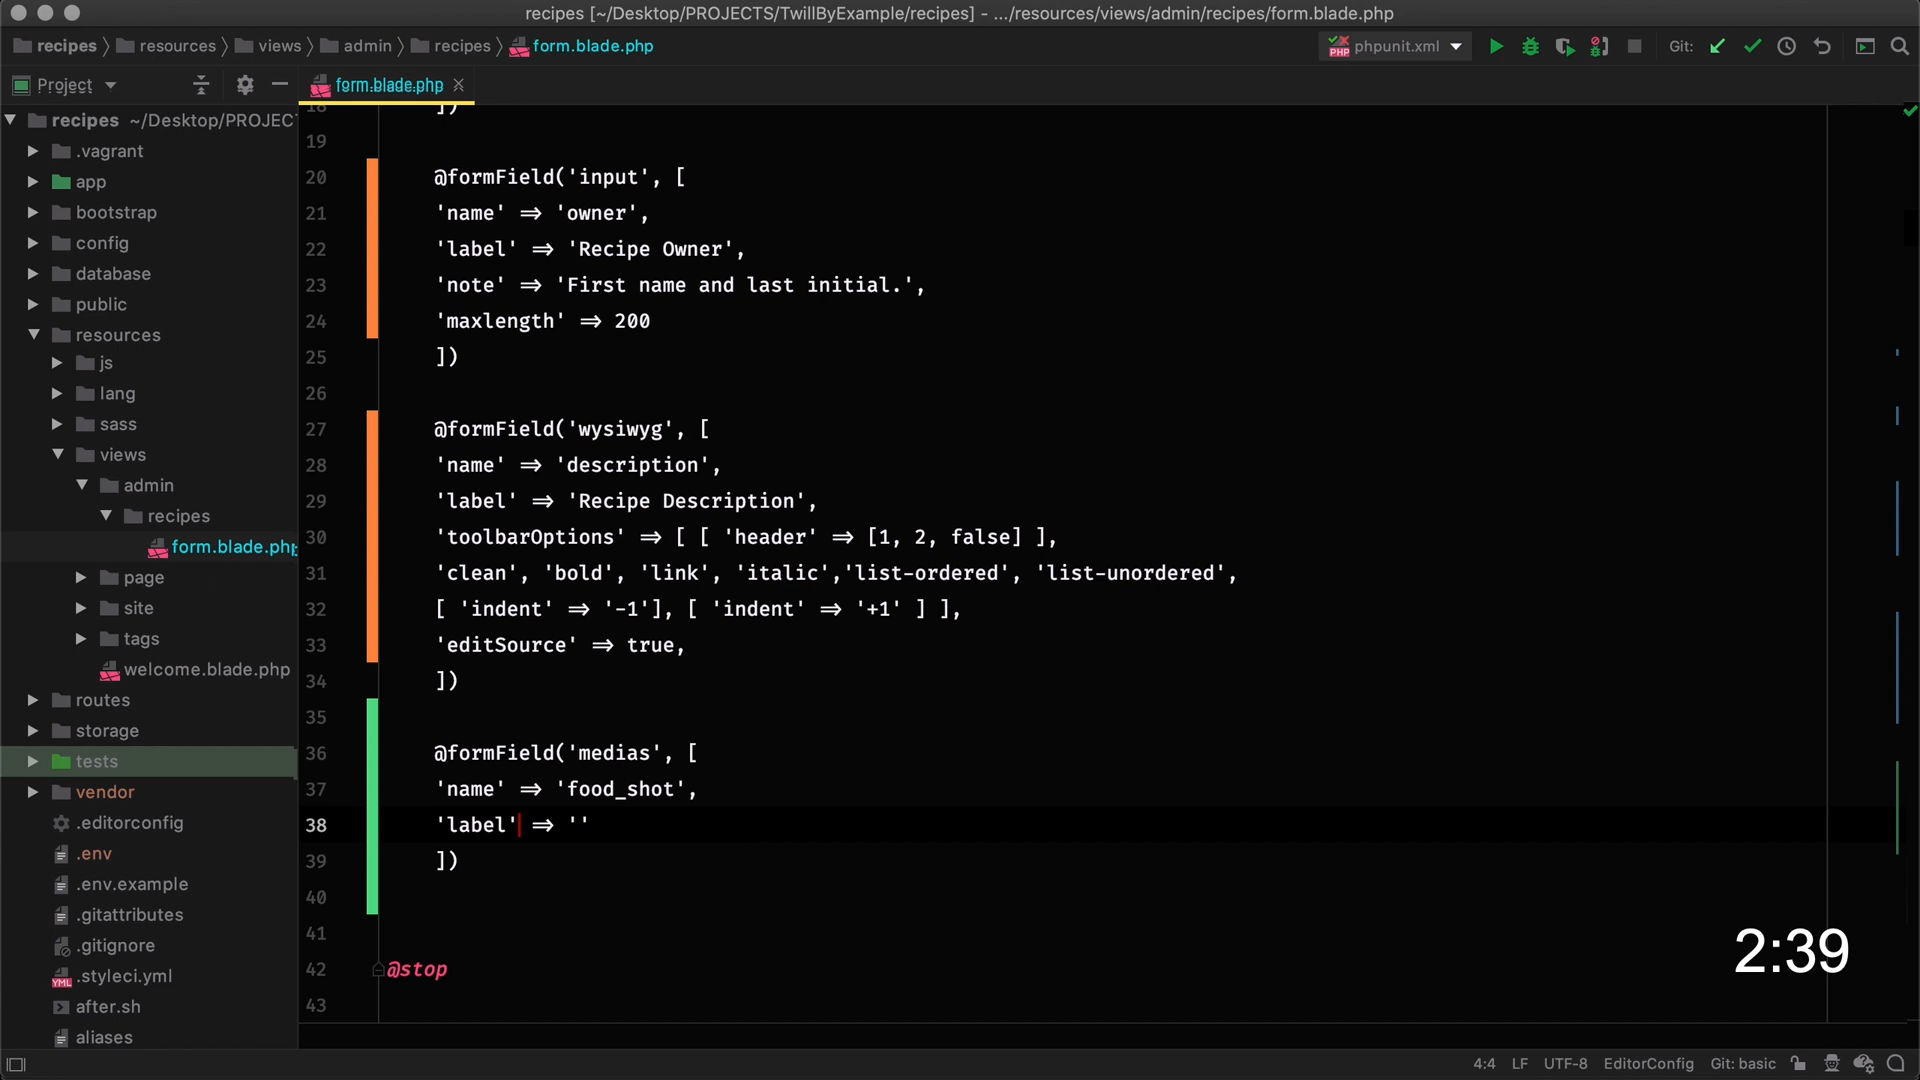 recipes [~/Desktop/PROJECTS/TwillByExample/recipes] - .../resources/views/admin/recipes/form.blade.php
recipes resources views admin recipes form.blade.php
phpunit.xml
Git:
Project
form.blade.php
recipes ~/Desktop/PROJEC
.vagrant
app
bootstrap
config
database
public
resources
js
lang
sass
views
admin
recipes
form.blade.php
page
site
tags
welcome.blade.php
routes
storage
tests
vendor
.editorconfig
.env
.env.example
.gitattributes
.gitignore
.styleci.yml
after.sh
aliases
18 ])
19
20 @formField('input', [
21 'name' => 'owner',
22 'label' => 'Recipe Owner',
23 'note' => 'First name and last initial.',
24 'maxlength' => 200
25 ])
26
27 @formField('wysiwyg', [
28 'name' => 'description',
29 'label' => 'Recipe Description',
30 'toolbarOptions' => [ [ 'header' => [1, 2, false] ],
31 'clean', 'bold', 'link', 'italic','list-ordered', 'list-unordered',
32 [ 'indent' => '-1'], [ 'indent' => '+1' ] ],
33 'editSource' => true,
34 ])
35
36 @formField('medias', [
37 'name' => 'food_shot',
38 'label' => ''
39 ])
40
41
42 @stop
43
2:39
4:4 LF UTF-8 EditorConfig Git: basic